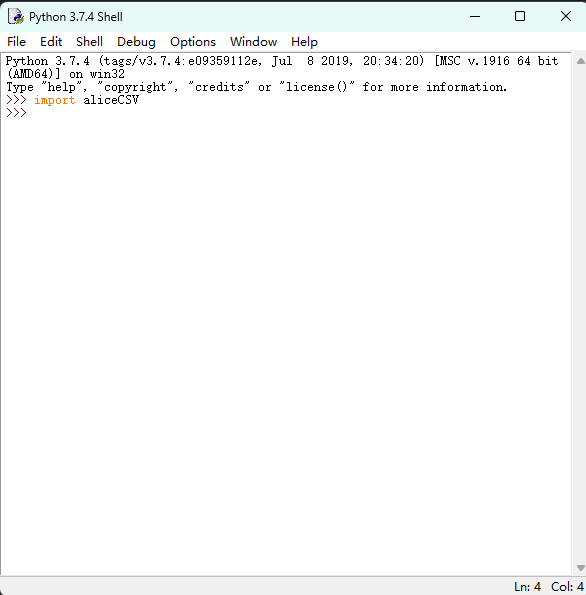 Python 3.7.4 Shell
File Edit Shell Debug Options Window Help
Python 3.7.4 (tags/v3.7.4:e09359112e, Jul  8 2019, 20:34:20) [MSC v.1916 64 bit
(AMD64)] on win32
Type "help", "copyright", "credits" or "license()" for more information.
>>> import aliceCSV
>>>
Ln: 4 Col: 4